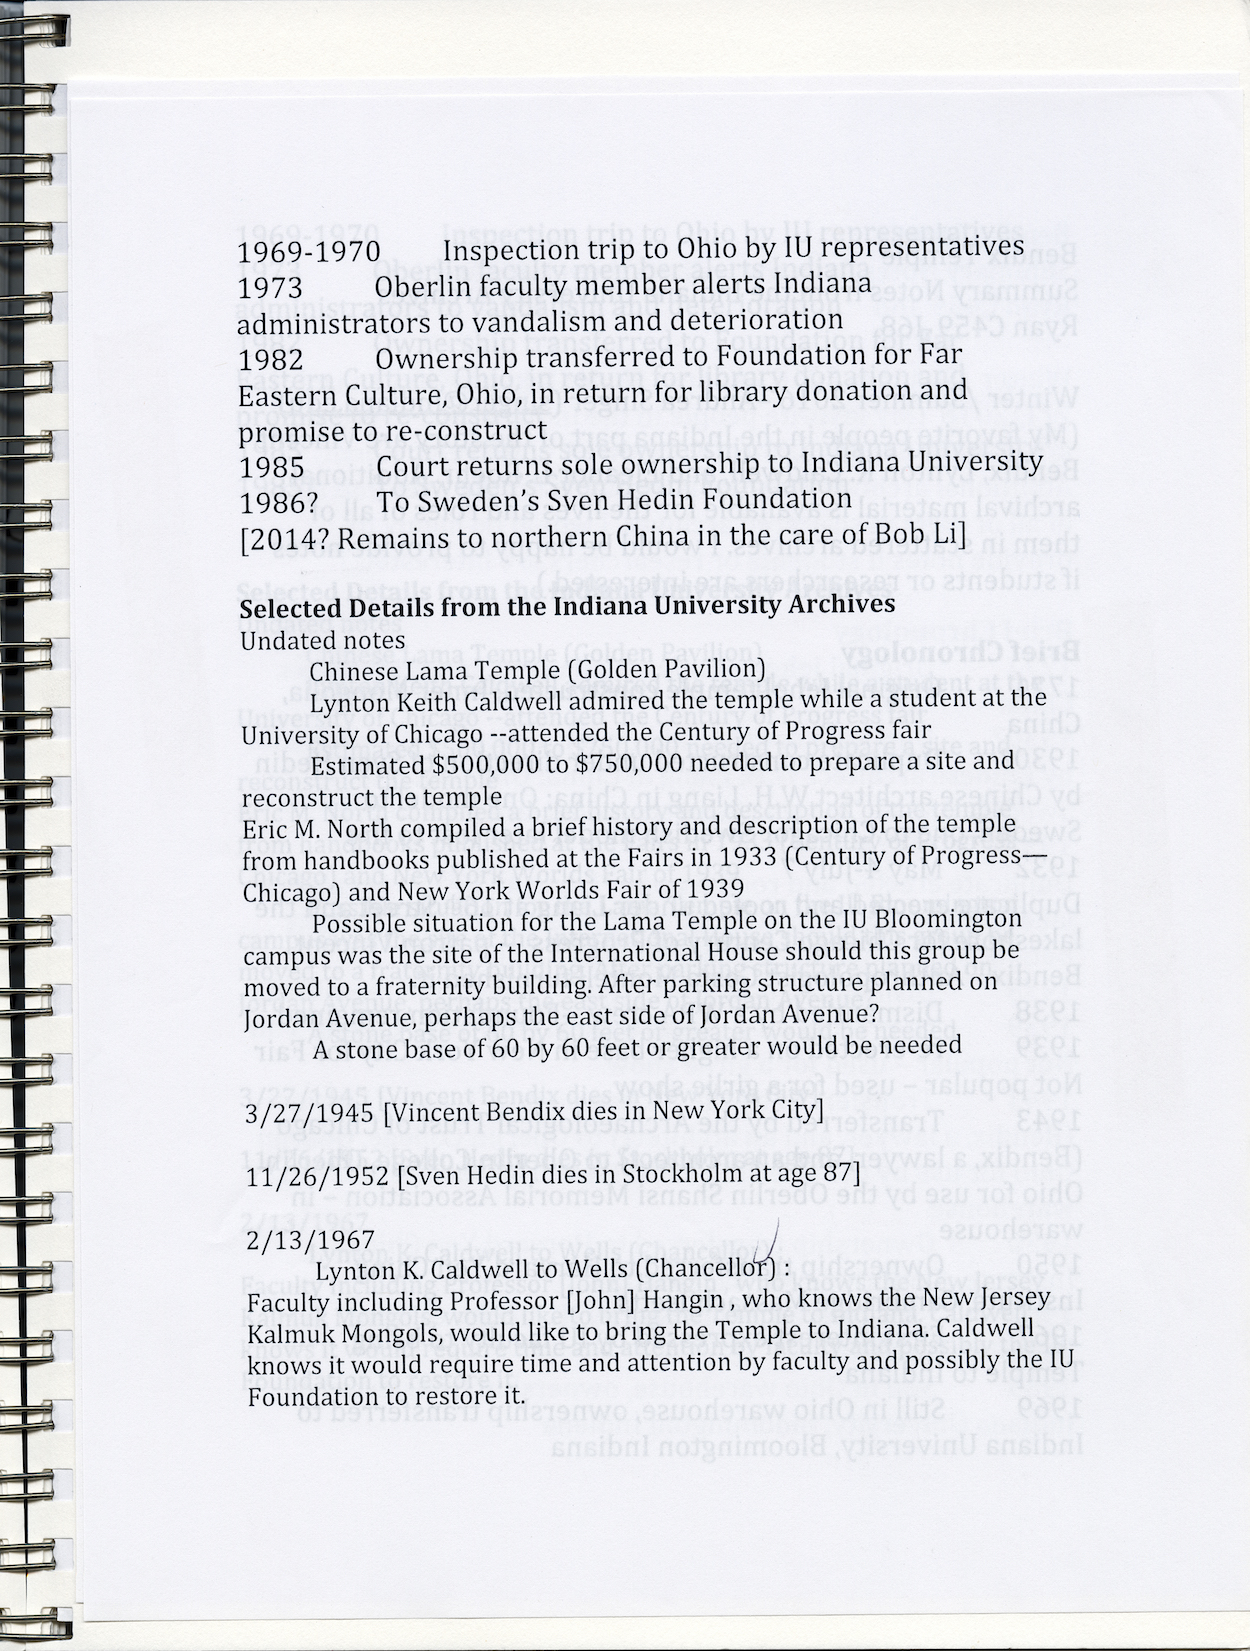 1969-1970 Inspection trip to Ohio by IU representatives
1973 Oberlin faculty member alerts Indiana
administrators to vandalism and deterioration
1982 Ownership transferred to Foundation for Far
Eastern Culture, Ohio, in return for library donation and
promise to re-construct
1985 Court returns sole ownership to Indiana University
1986? To Sweden's Sven Hedin Foundation
[2014? Remains to northern China in the care of Bob Li]
Selected Details from the Indiana University Archives
Undated notes
Chinese Lama Temple (Golden Pavilion)
Lynton Keith Caldwell admired the temple while a student at the
University of Chicago --attended the Century of Progress fair
Estimated $500,000 to $750,000 needed to prepare a site and
reconstruct the temple
Eric M. North compiled a brief history and description of the temple
from handbooks published at the Fairs in 1933 (Century of Progress—
Chicago) and New York Worlds Fair of 1939
Possible situation for the Lama Temple on the IU Bloomington
campus was the site of the International House should this group be
moved to a fraternity building. After parking structure planned on
Jordan Avenue, perhaps the east side of Jordan Avenue?
A stone base of 60 by 60 feet or greater would be needed
3/27/1945 [Vincent Bendix dies in New York City]
11/26/1952 [Sven Hedin dies in Stockholm at age 87]
2/13/1967
Lynton K. Caldwell to Wells (Chancellor) :
Faculty including Professor [John] Hangin , who knows the New Jersey
Kalmuk Mongols, would like to bring the Temple to Indiana. Caldwell
knows it would require time and attention by faculty and possibly the IU
Foundation to restore it.